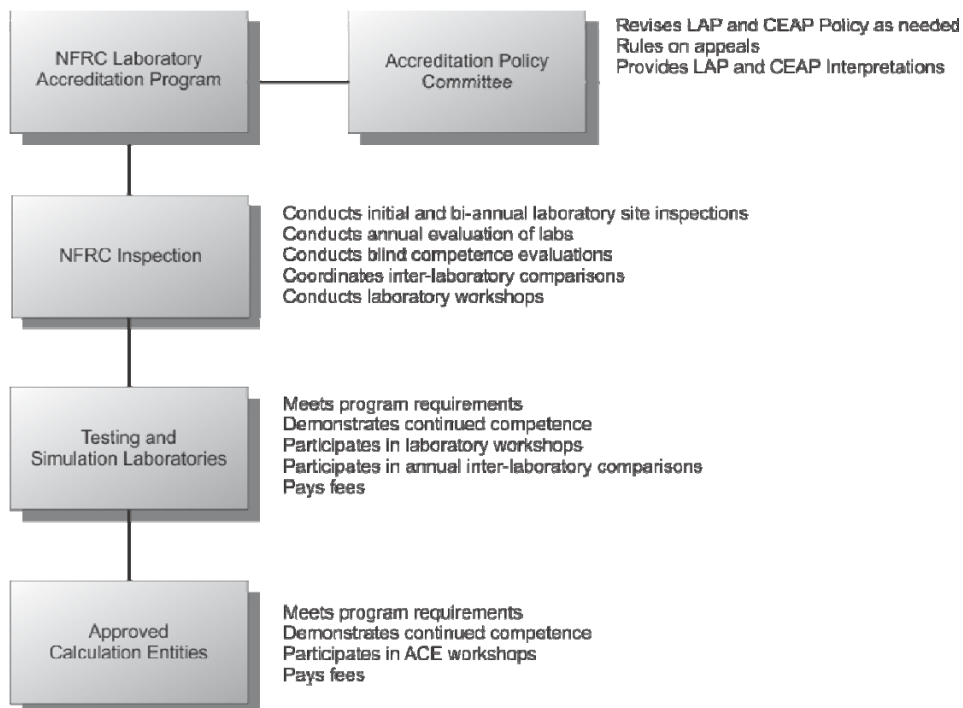 NFRC Laboratory
Accreditation Program
Accreditation Policy
Committee
Revises LAP and CEAP Policy as needed
Rules on appeals
Provides LAP and CEAP Interpretations
NFRC Inspection
Conducts initial and bi-annual laboratory site inspections
Conducts annual evaluation of labs
Conducts blind competence evaluations
Coordinates inter-laboratory comparisons
Conducts laboratory workshops
Testing and
Simulation Laboratories
Meets program requirements
Demonstrates continued competence
Participates in laboratory workshops
Participates in annual inter-laboratory comparisons
Pays fees
Approved
Calculation Entities
Meets program requirements
Demonstrates continued competence
Participates in ACE workshops
Pays fees